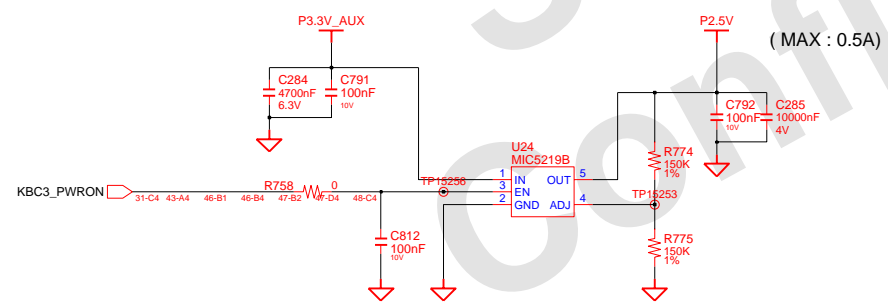 P3.3V_AUX
P2.5V
( MAX : 0.5A)
C284
4700nF
6.3V
C791
100nF
10V
C792
100nF
10V
C285
10000nF
4V
U24
MIC5219B
R774
150K
1%
KBC3_PWRON
31-C4 43-A4 46-B1 46-B4 47-B2 47-D4 48-C4
R758 0
TP15256
1 IN OUT 5
3 EN
2 GND ADJ 4
TP15253
C812
100nF
10V
R775
150K
1%
Confi